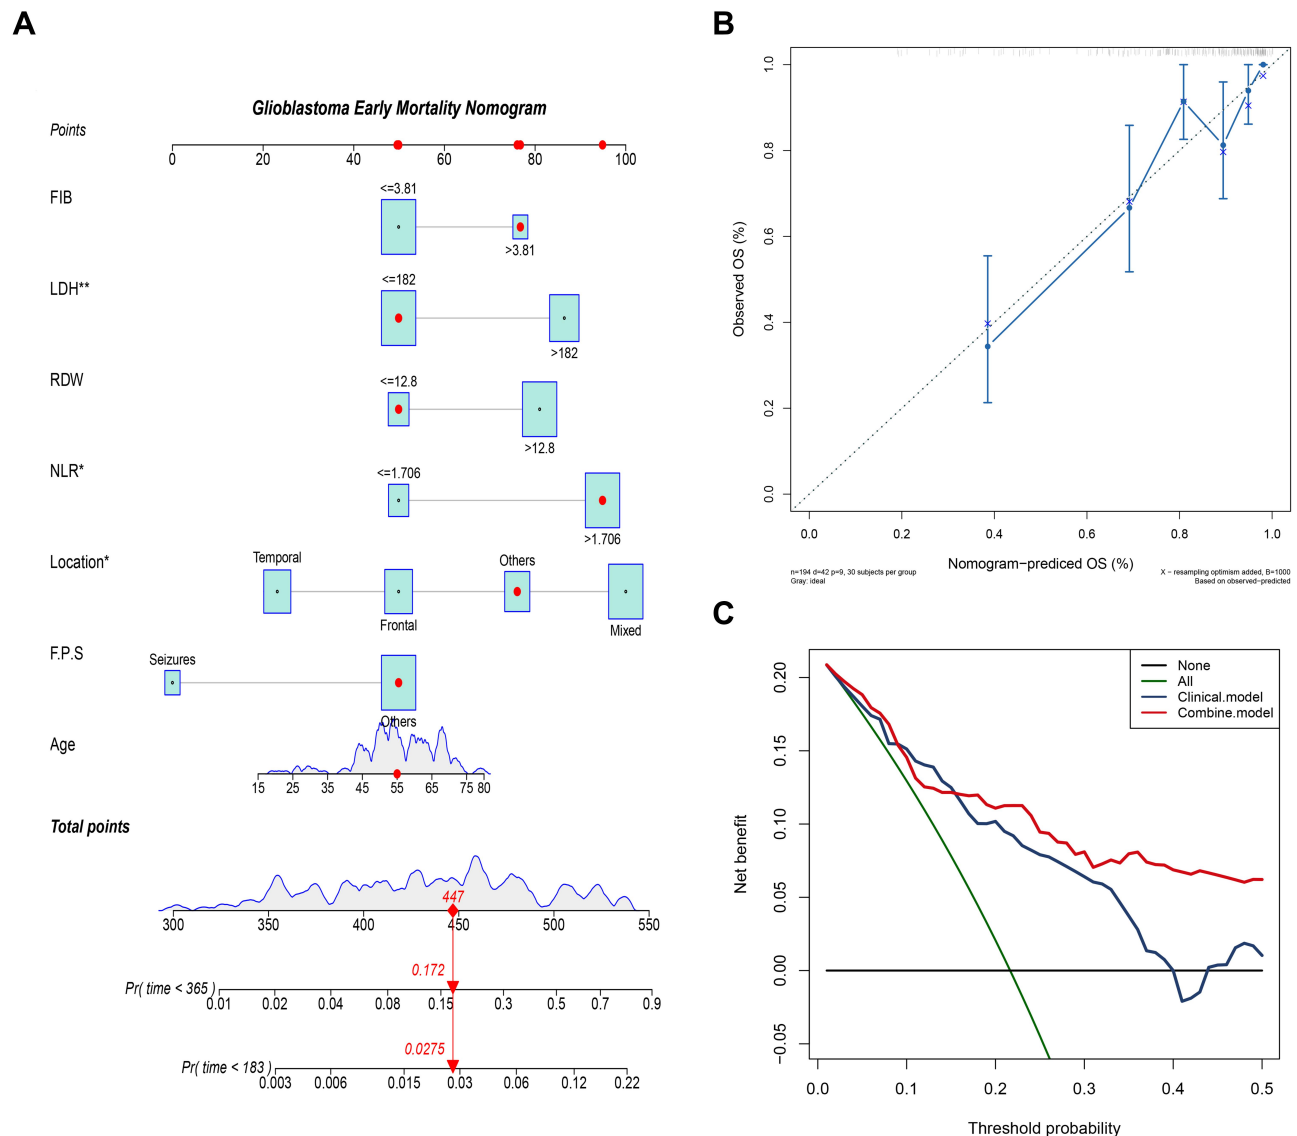 A
Glioblastoma Early Mortality Nomogram
Points
0 20 40 60 80 100
FIB
<=3.81
>3.81
LDH**
<=182
>182
RDW
<=12.8
>12.8
NLR*
<=1.706
>1.706
Location*
Temporal
Others
Frontal
Mixed
F.P.S
Seizures
Others
Age
15 25 35 45 55 65 75 80
Total points
447
300 350 400 450 500 550
0.172
Pr( time < 365 )
0.01 0.02 0.04 0.08 0.15 0.3 0.5 0.7 0.9
0.0275
Pr( time < 183 )
0.003 0.006 0.015 0.03 0.06 0.12 0.22
B
Observed OS (%)
1.0
0.8
0.6
0.4
0.2
0.0
0.0 0.2 0.4 0.6 0.8 1.0
Nomogram−prediced OS (%)
n=194 d=42 p=9, 30 subjects per group
Gray: ideal
X − resampling optimism added, B=1000
Based on observed−predicted
C
Net benefit
0.20
0.15
0.10
0.05
0.00
−0.05
None
All
Clinical.model
Combine.model
0.0 0.1 0.2 0.3 0.4 0.5
Threshold probability